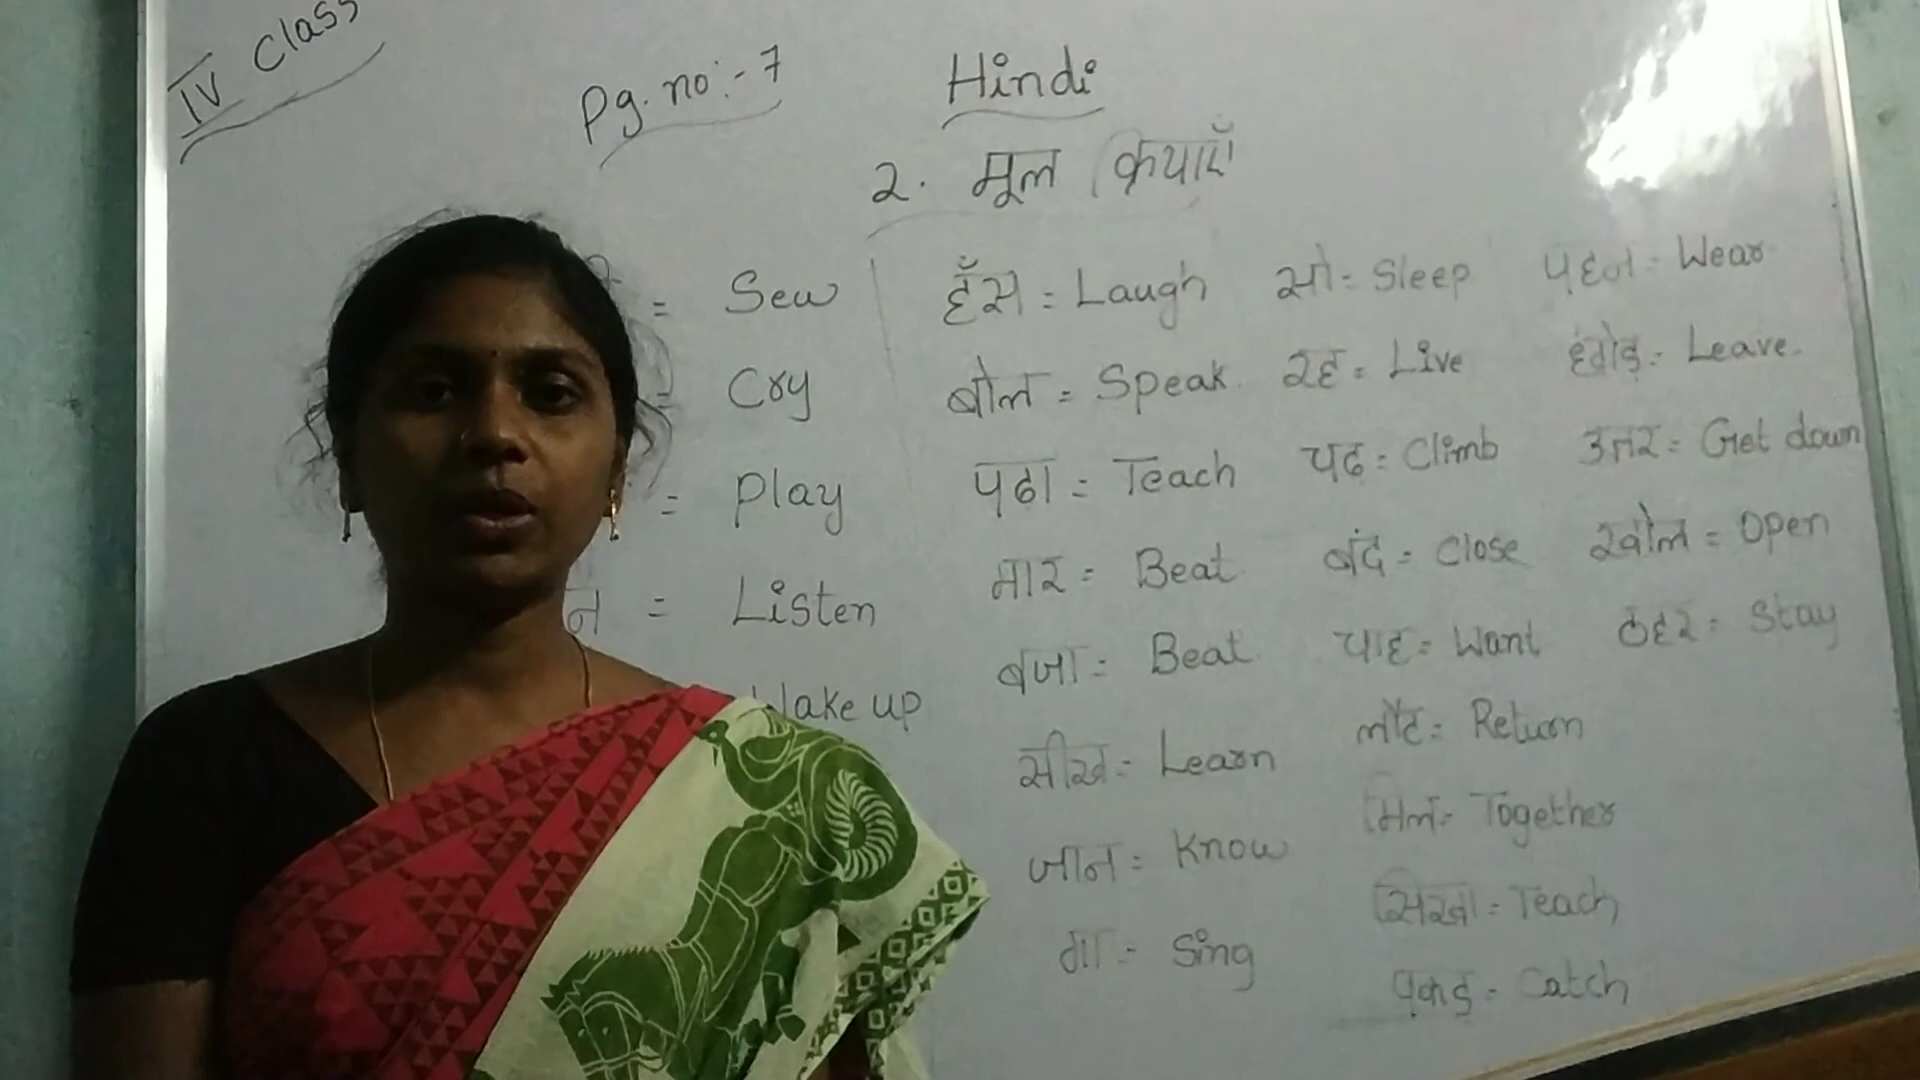 IV Class
Pg. no:- 7
Hindi
2. मूल क्रियाएँ
= Sew
हँस = Laugh
सो = Sleep
पहन = Wear
= Cry
बोल = Speak
रह = Live
छोड़ = Leave
= Play
पढा = Teach
चढ = Climb
उतर = Get down
न = Listen
मार = Beat
बंद = Close
खोल = Open
Wake up
बजा = Beat
चाह = Want
ठहर = Stay
सीख = Learn
लौट = Return
जान = Know
मिल = Together
गा = Sing
सिखा = Teach
पकड़ = Catch